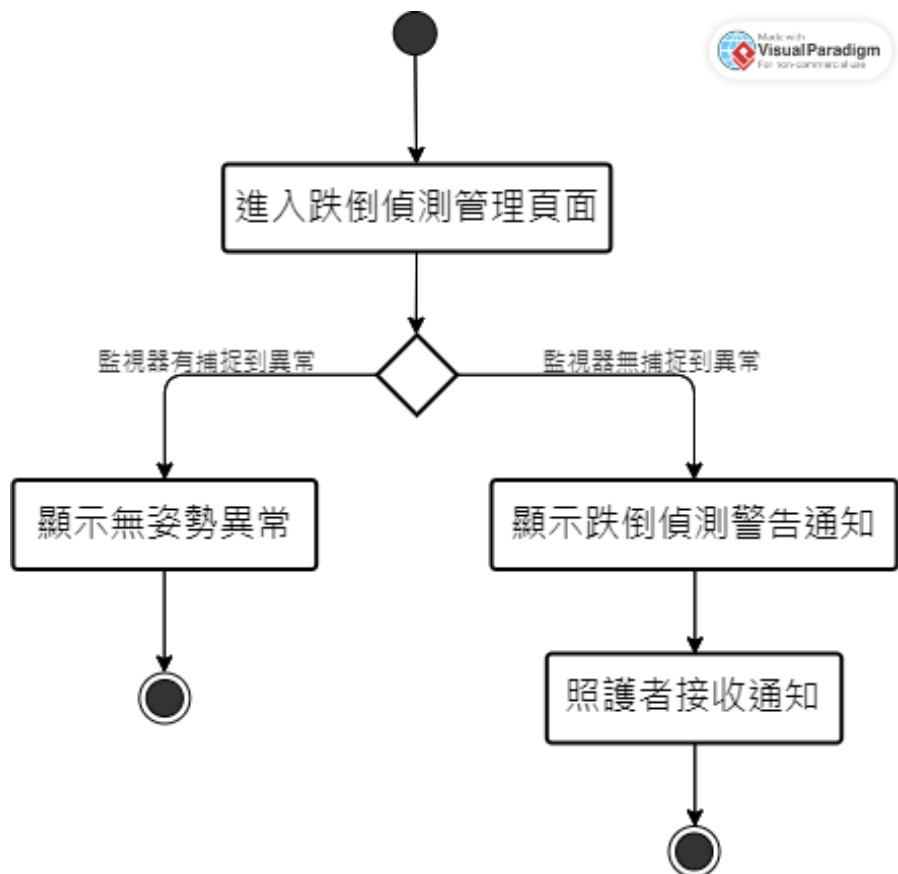 Made with
Visual Paradigm
For non-commercial use
進入跌倒偵測管理頁面
監視器有捕捉到異常
監視器無捕捉到異常
顯示無姿勢異常
顯示跌倒偵測警告通知
照護者接收通知